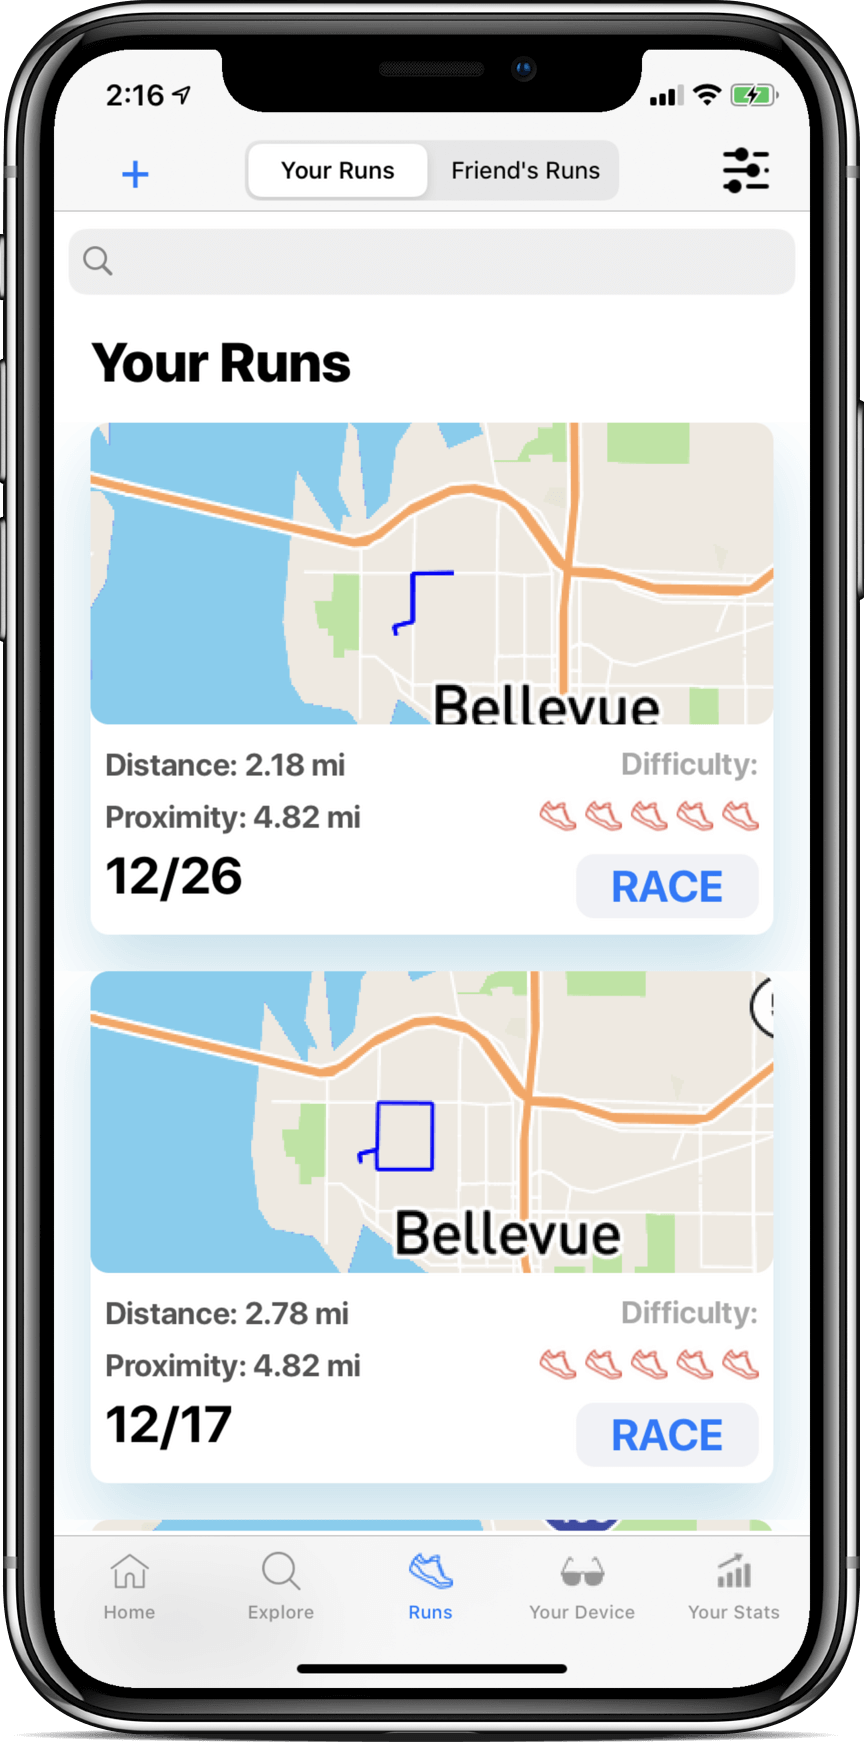 2:16
Your Runs Friend's Runs
Your Runs
Bellevue
Distance: 2.18 mi Difficulty:
Proximity: 4.82 mi
12/26 RACE
Bellevue
Distance: 2.78 mi Difficulty:
Proximity: 4.82 mi
12/17 RACE
Home Explore Runs Your Device Your Stats